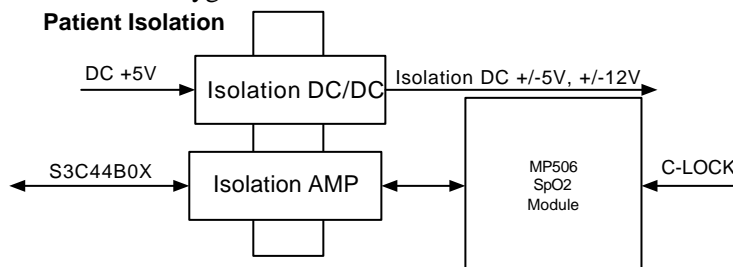 Patient Isolation
DC +5V
Isolation DC/DC
Isolation DC +/-5V, +/-12V
S3C44B0X
Isolation AMP
MP506
SpO2
Module
C-LOCK